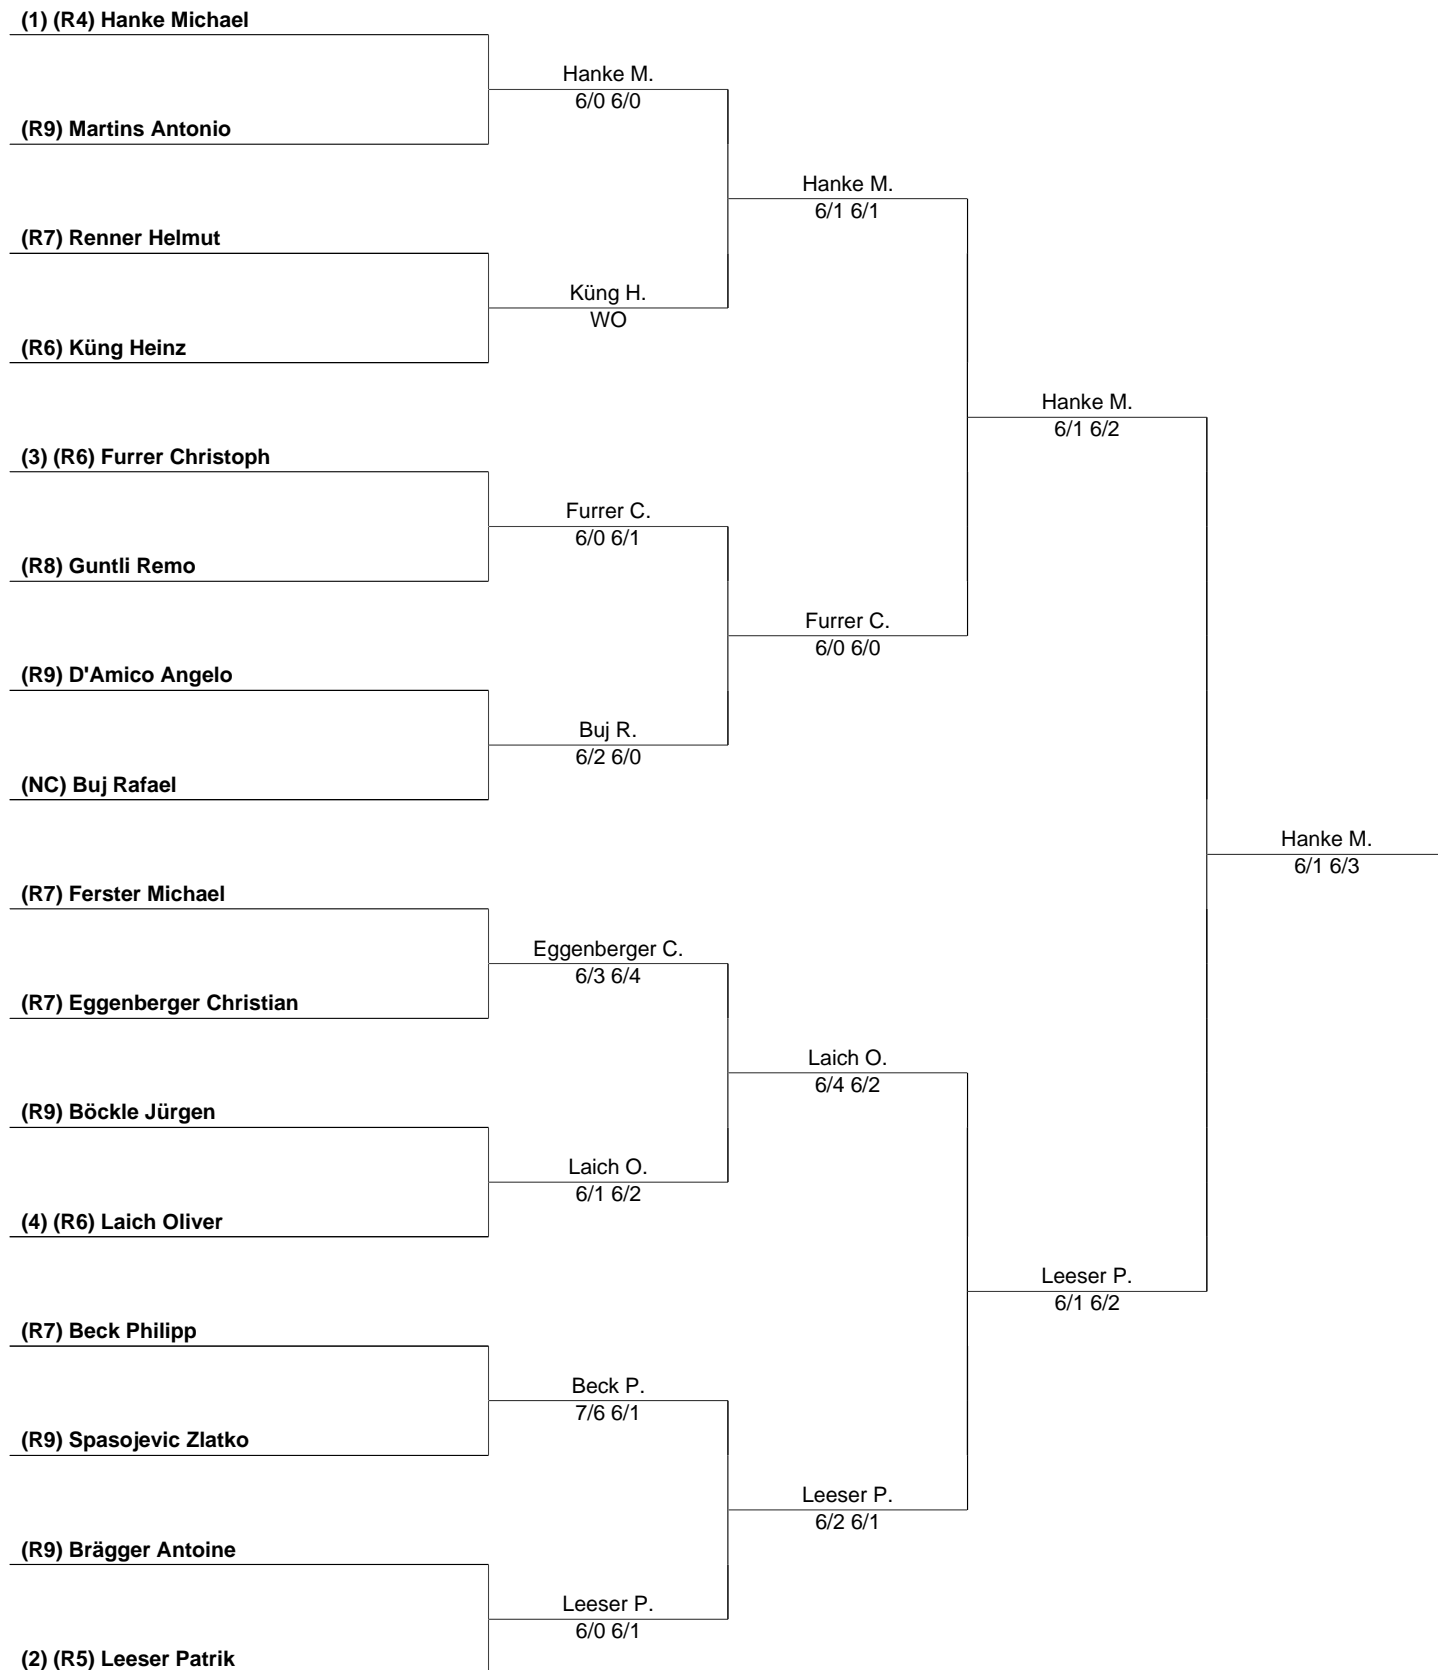 (1) (R4) Hanke Michael
Hanke M.
6/0 6/0
(R9) Martins Antonio
Hanke M.
6/1 6/1
(R7) Renner Helmut
Küng H.
WO
(R6) Küng Heinz
Hanke M.
6/1 6/2
(3) (R6) Furrer Christoph
Furrer C.
6/0 6/1
(R8) Guntli Remo
Furrer C.
6/0 6/0
(R9) D'Amico Angelo
Buj R.
6/2 6/0
(NC) Buj Rafael
Hanke M.
6/1 6/3
(R7) Ferster Michael
Eggenberger C.
6/3 6/4
(R7) Eggenberger Christian
Laich O.
6/4 6/2
(R9) Böckle Jürgen
Laich O.
6/1 6/2
(4) (R6) Laich Oliver
Leeser P.
6/1 6/2
(R7) Beck Philipp
Beck P.
7/6 6/1
(R9) Spasojevic Zlatko
Leeser P.
6/2 6/1
(R9) Brägger Antoine
Leeser P.
6/0 6/1
(2) (R5) Leeser Patrik